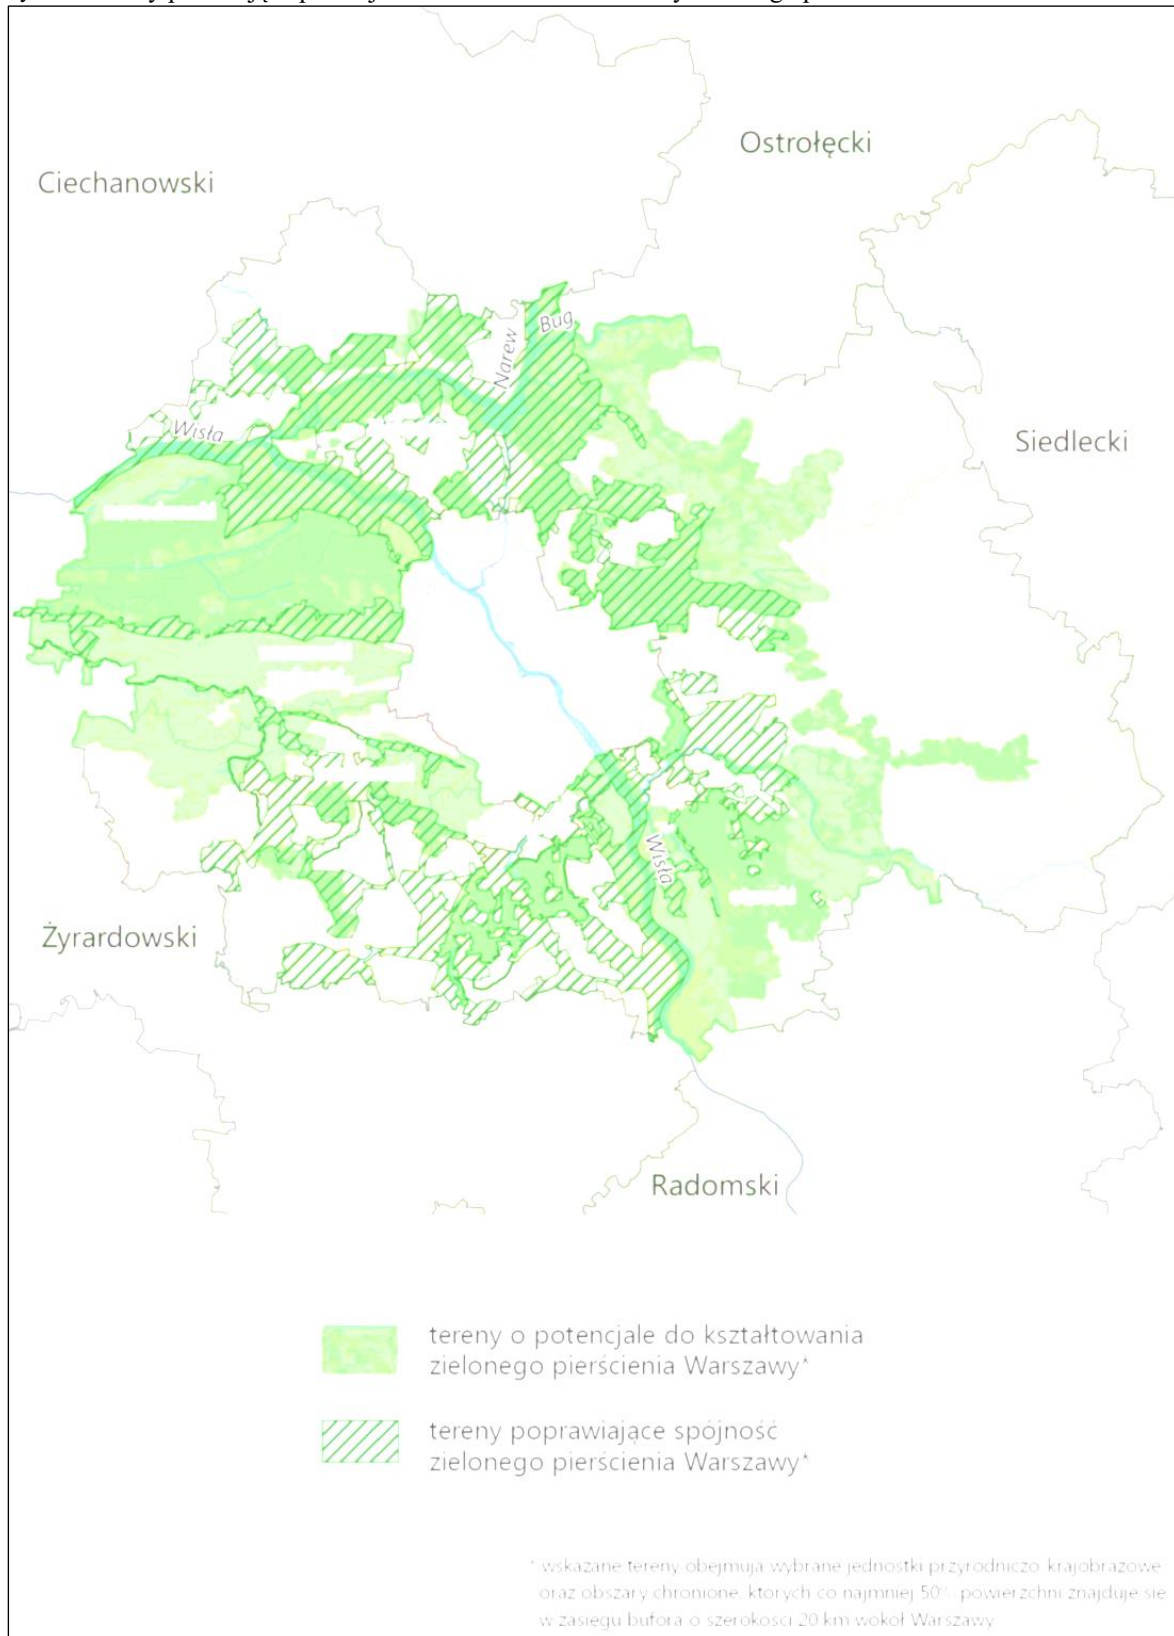 Ostrołęcki
Ciechanowski
Bug
Narew
Wisła
Siedlecki
Wisła
Żyrardowski
Radomski
tereny o potencjale do kształtowania
zielonego pierścienia Warszawy*
tereny poprawiające spójność
zielonego pierścienia Warszawy*
* wskazane tereny obejmują wybrane jednostki przyrodniczo krajobrazowe
oraz obszary chronione, których co najmniej 50% powierzchni znajduje się
w zasięgu bufora o szerokości 20 km wokół Warszawy